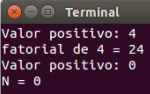 Terminal
Valor positivo: 4
fatorial de 4 = 24
Valor positivo: 0
N = 0